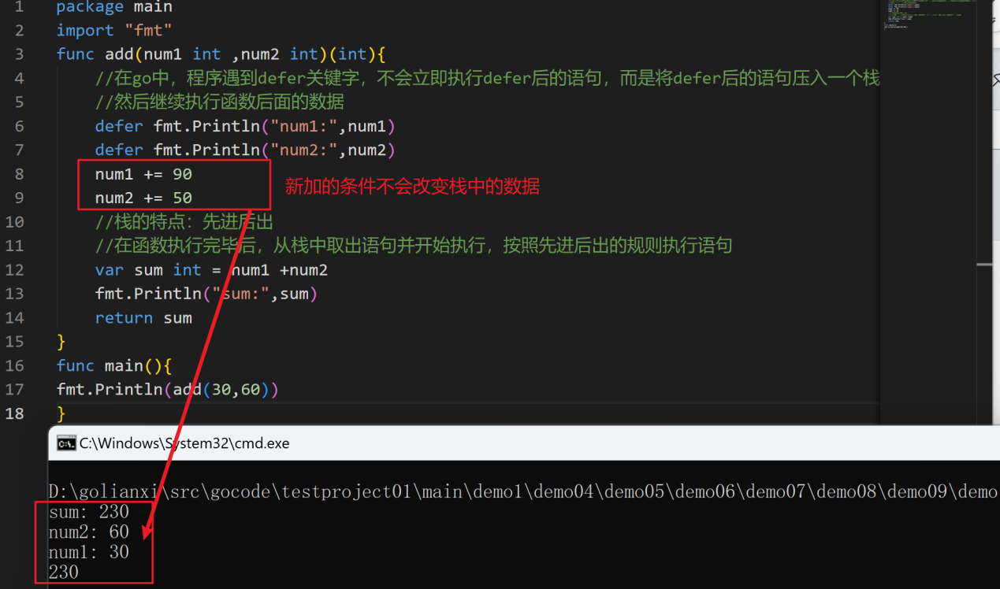 1 package main
2 import "fmt"
3 func add(num1 int ,num2 int)(int){
4 //在go中，程序遇到defer关键字，不会立即执行defer后的语句，而是将defer后的语句压入一个栈
5 //然后继续执行函数后面的数据
6 defer fmt.Println("num1:",num1)
7 defer fmt.Println("num2:",num2)
8 num1 += 90
新加的条件不会改变栈中的数据
9 num2 += 50
10 //栈的特点：先进后出
11 //在函数执行完毕后，从栈中取出语句并开始执行，按照先进后出的规则执行语句
12 var sum int = num1 +num2
13 fmt.Println("sum:",sum)
14 return sum
15 }
16 func main(){
17 fmt.Println(add(30,60))
18 }
C:\Windows\System32\cmd.exe
D:\golianxi\src\gocode\testproject01\main\demo1\demo04\demo05\demo06\demo07\demo08\demo09\demo
sum: 230
num2: 60
num1: 30
230